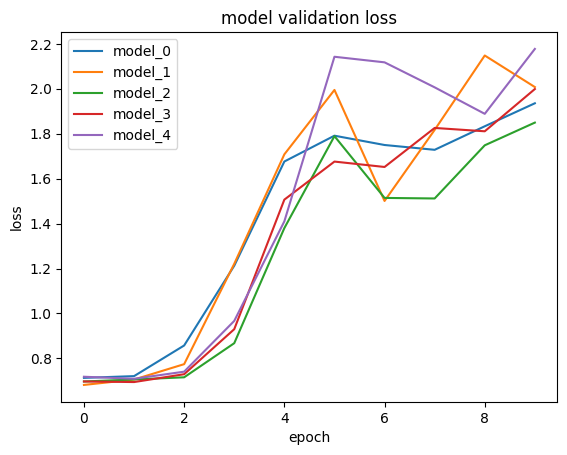 model validation loss
model_0
model_1
model_2
model_3
model_4
loss
2.2
2.0
1.8
1.6
1.4
1.2
1.0
0.8
0 2 4 6 8
epoch